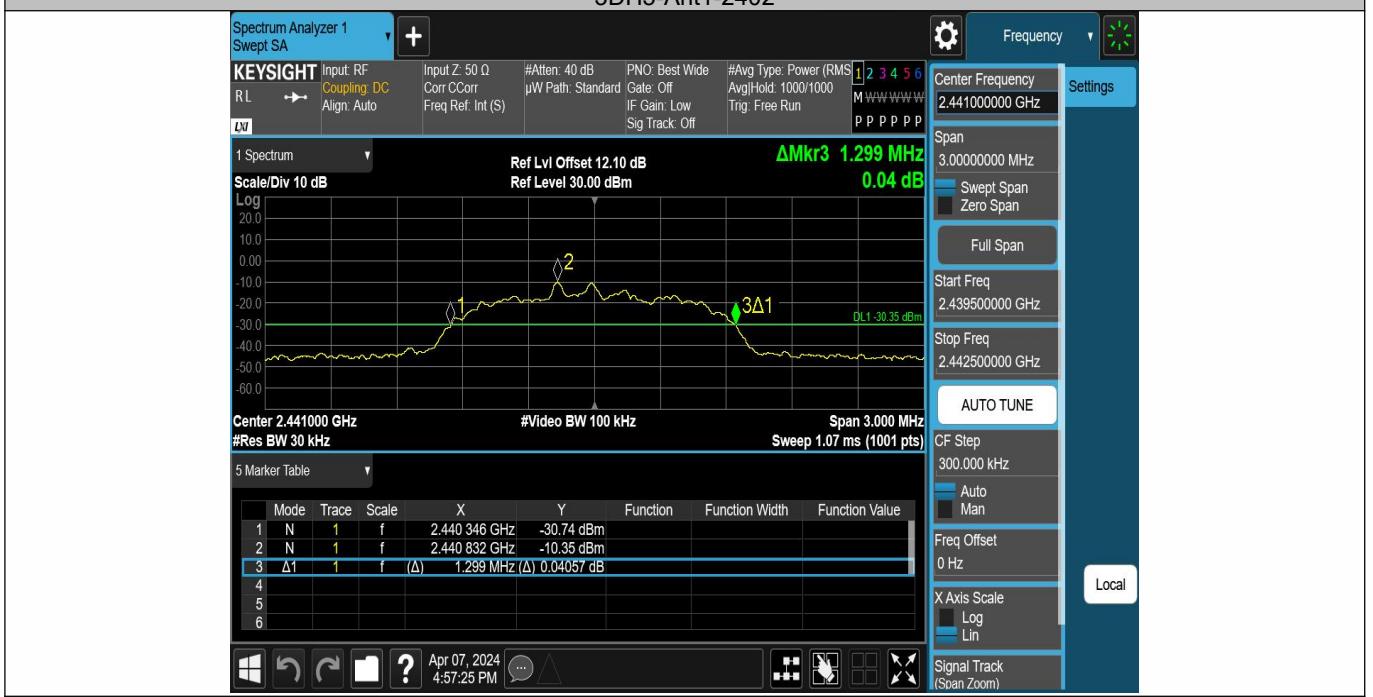 3DH5-Ant1-2402
Spectrum Analyzer 1
Swept SA
+
Frequency
KEYSIGHT
RL
LXI
Input: RF
Coupling: DC
Align: Auto
Input Z: 50 Ω
Corr CCorr
Freq Ref: Int (S)
#Atten: 40 dB
µW Path: Standard
PNO: Best Wide
Gate: Off
IF Gain: Low
Sig Track: Off
#Avg Type: Power (RMS
Avg|Hold: 1000/1000
Trig: Free Run
1 2 3 4 5 6
M W W W W W
P P P P P P
Center Frequency
2.441000000 GHz
Settings
Span
3.00000000 MHz
Swept Span
Zero Span
Full Span
Start Freq
2.439500000 GHz
Stop Freq
2.442500000 GHz
AUTO TUNE
CF Step
300.000 kHz
Auto
Man
Freq Offset
0 Hz
X Axis Scale
Log
Lin
Signal Track
(Span Zoom)
Local
1 Spectrum
Scale/Div 10 dB
Ref Lvl Offset 12.10 dB
Ref Level 30.00 dBm
ΔMkr3 1.299 MHz
0.04 dB
Log
20.0
10.0
0.00
-10.0
-20.0
-30.0
-40.0
-50.0
-60.0
1
2
3Δ1
DL1 -30.35 dBm
Center 2.441000 GHz
#Video BW 100 kHz
Span 3.000 MHz
#Res BW 30 kHz
Sweep 1.07 ms (1001 pts)
5 Marker Table
Mode Trace Scale X Y Function Function Width Function Value
1 N 1 f 2.440 346 GHz -30.74 dBm
2 N 1 f 2.440 832 GHz -10.35 dBm
3 Δ1 1 f (Δ) 1.299 MHz (Δ) 0.04057 dB
4
5
6
?
Apr 07, 2024
4:57:25 PM